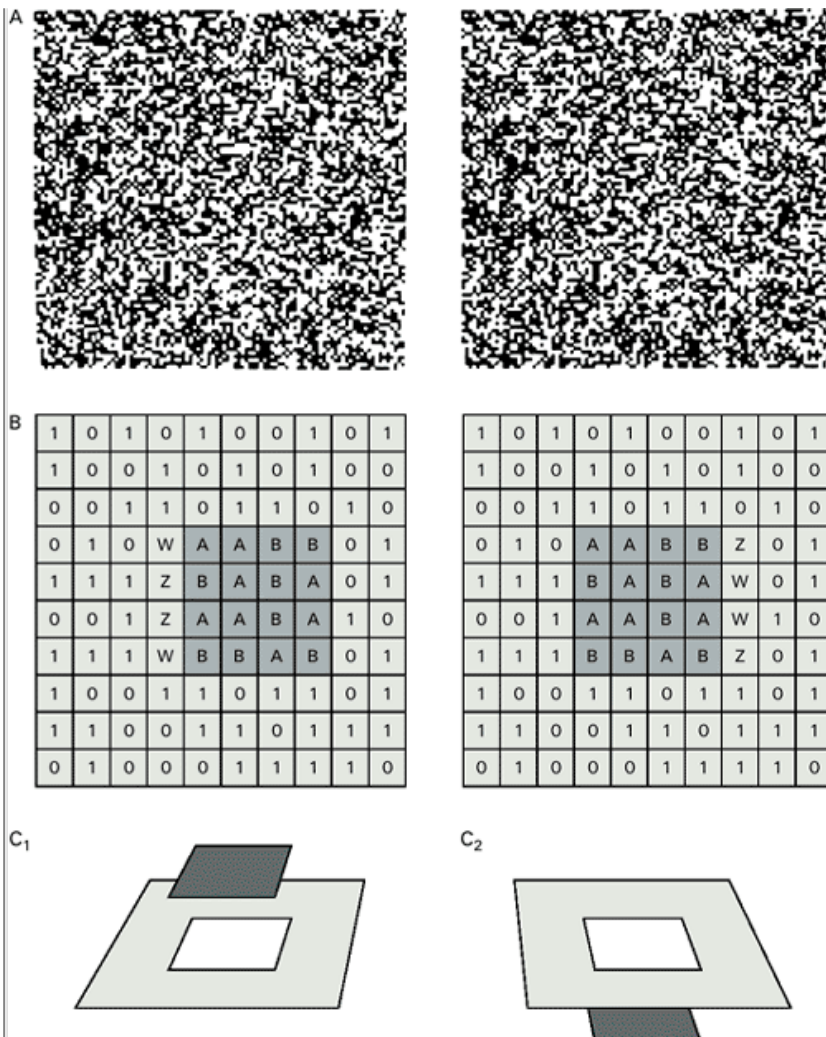 A
B
1 0 1 0 1 0 0 1 0 1 1 0 1 0 1 0 0 1 0 1
1 0 0 1 0 1 0 1 0 0 1 0 0 1 0 1 0 1 0 0
0 0 1 1 0 1 1 0 1 0 0 0 1 1 0 1 1 0 1 0
0 1 0 W A A B B 0 1 0 1 0 A A B B Z 0 1
1 1 1 Z B A B A 0 1 1 1 1 B A B A W 0 1
0 0 1 Z A A B A 1 0 0 0 1 A A B A W 1 0
1 1 1 W B B A B 0 1 1 1 1 B B A B Z 0 1
1 0 0 1 1 0 1 1 0 1 1 0 0 1 1 0 1 1 0 1
1 1 0 0 1 1 0 1 1 1 1 1 0 0 1 1 0 1 1 1
0 1 0 0 0 1 1 1 1 0 0 1 0 0 0 1 1 1 1 0
C₁ C₂